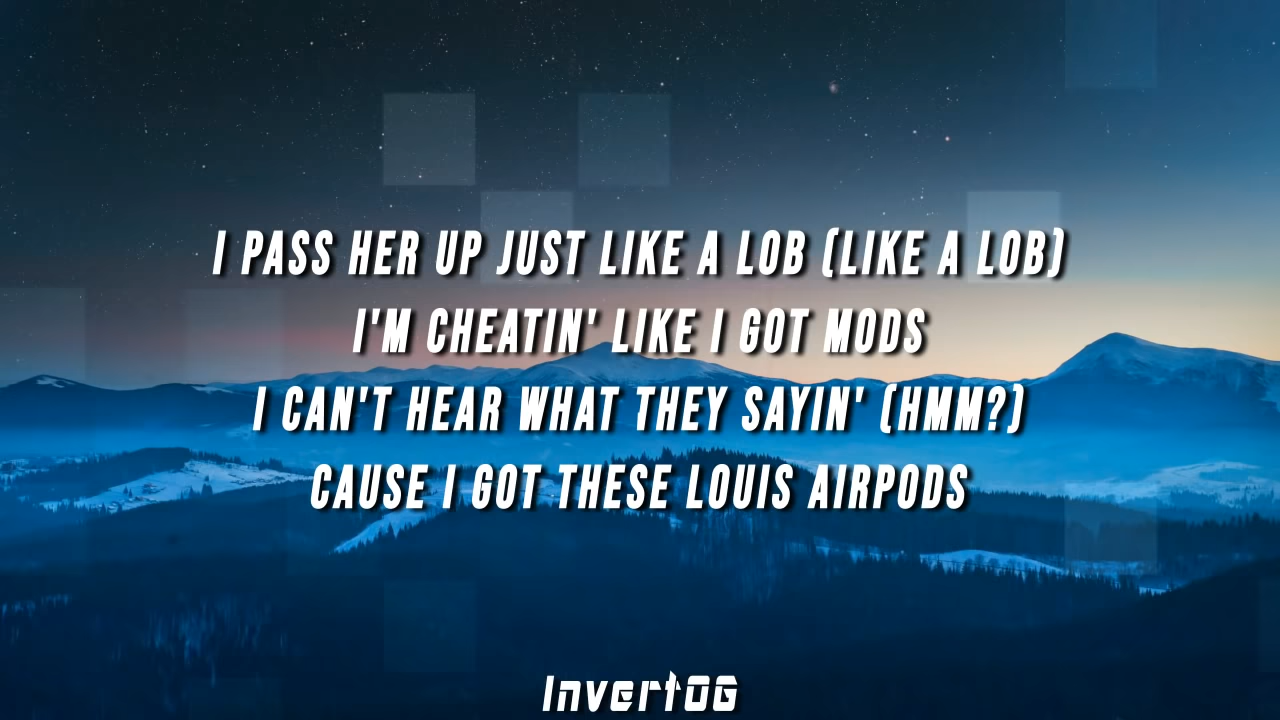 I PASS HER UP JUST LIKE A LOB (LIKE A LOB)
I'M CHEATIN' LIKE I GOT MODS
I CAN'T HEAR WHAT THEY SAYIN' (HMM?)
CAUSE I GOT THESE LOUIS AIRPODS
InvertOG